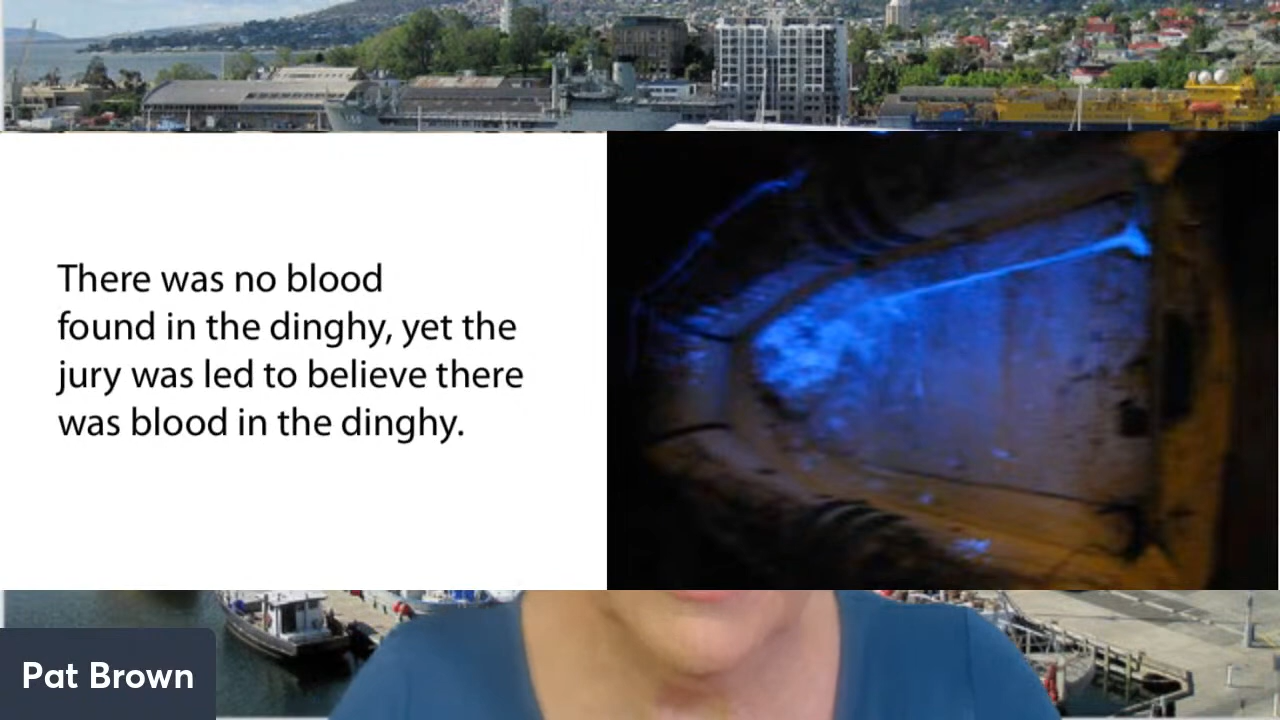 There was no blood
found in the dinghy, yet the
jury was led to believe there
was blood in the dinghy.
Pat Brown